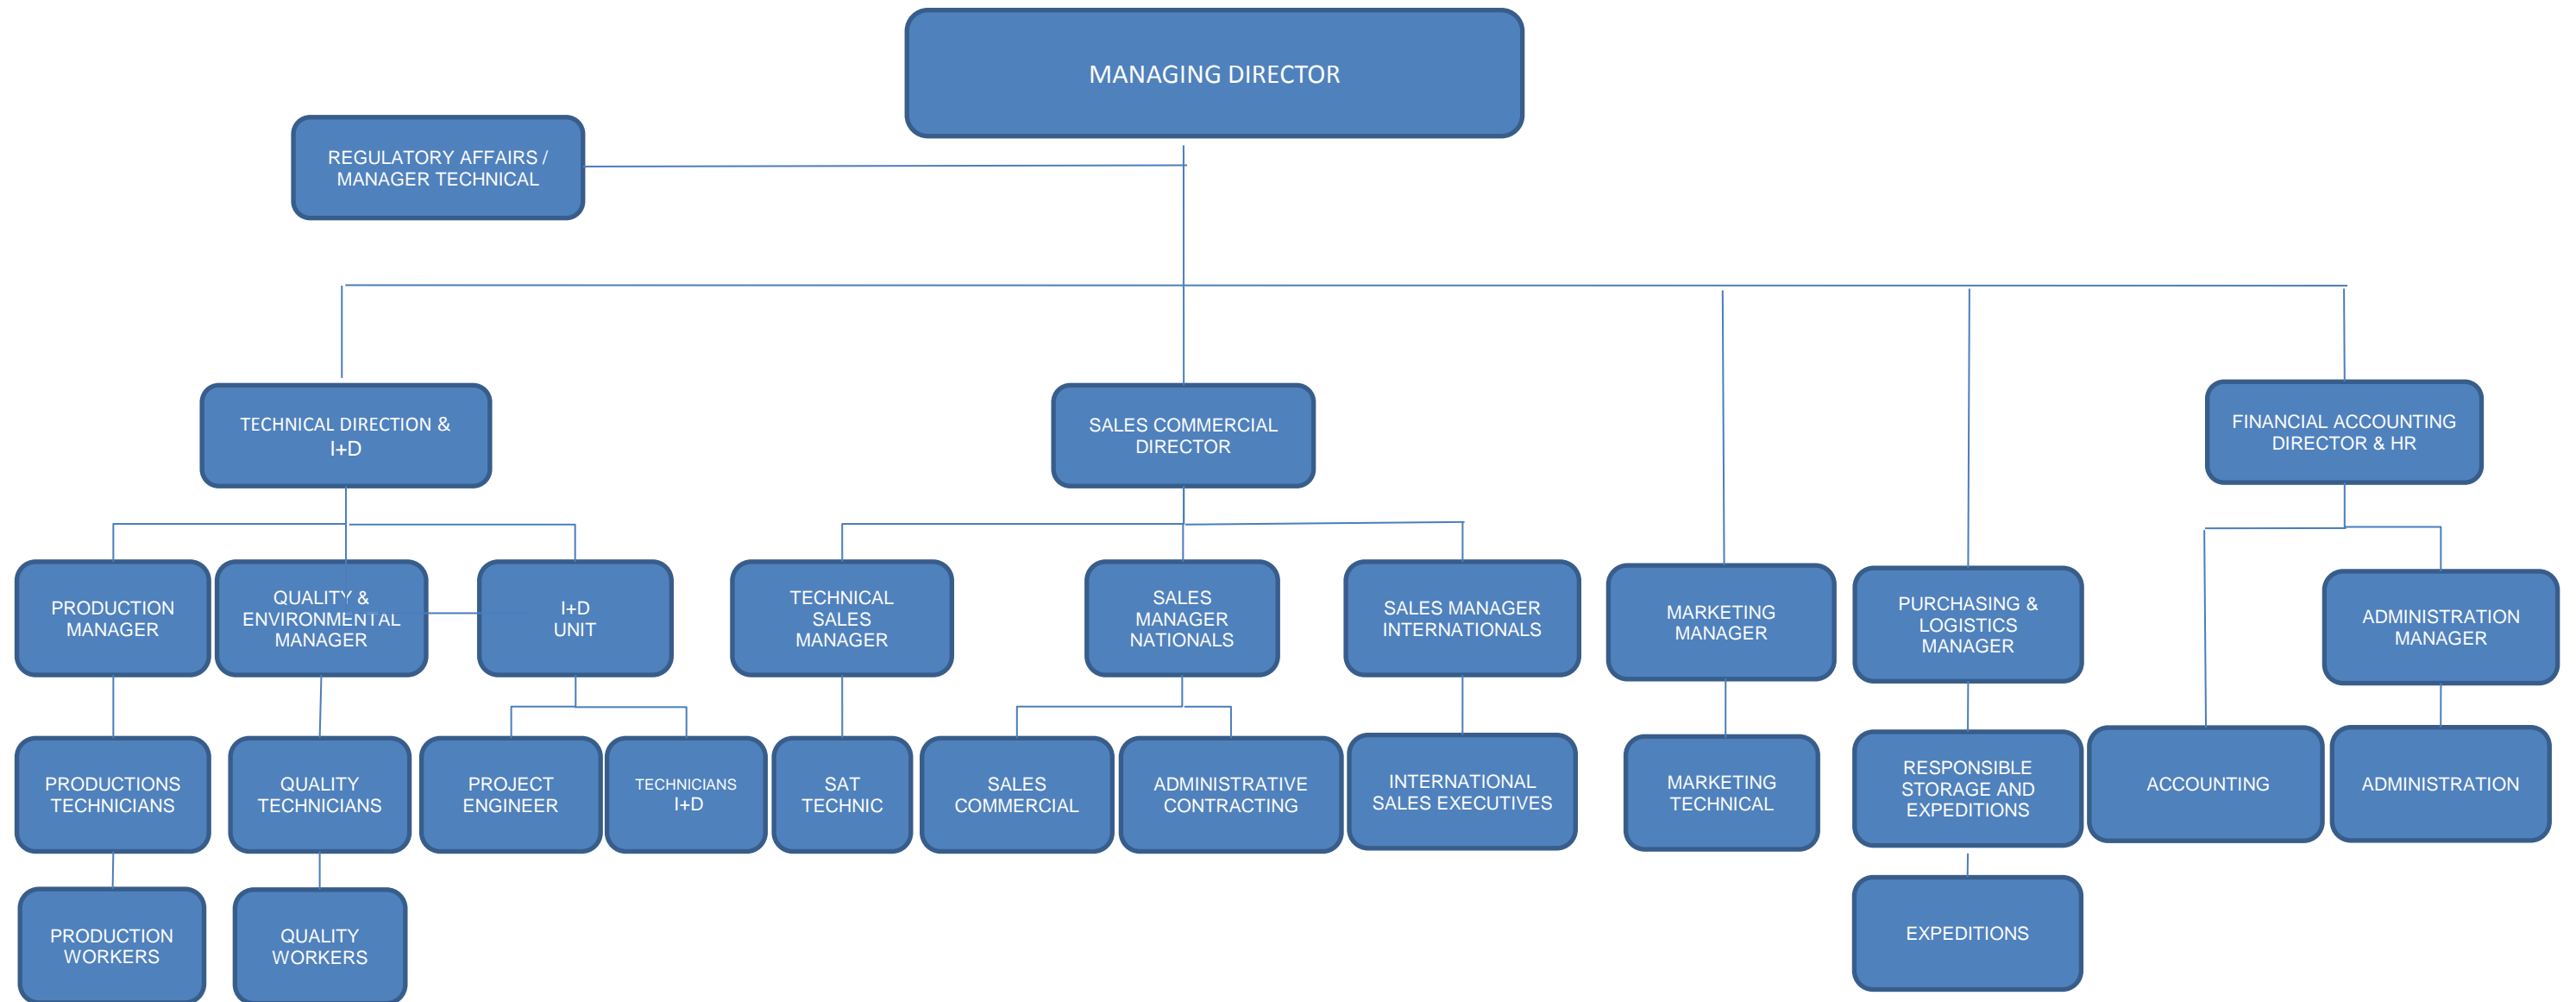 MANAGING DIRECTOR
REGULATORY AFFAIRS /
MANAGER TECHNICAL
TECHNICAL DIRECTION &
I+D
SALES COMMERCIAL
DIRECTOR
FINANCIAL ACCOUNTING
DIRECTOR & HR
PRODUCTION
MANAGER
QUALITY &
ENVIRONMENTAL
MANAGER
I+D
UNIT
TECHNICAL
SALES
MANAGER
SALES
MANAGER
NATIONALS
SALES MANAGER
INTERNATIONALS
MARKETING
MANAGER
PURCHASING &
LOGISTICS
MANAGER
ADMINISTRATION
MANAGER
PRODUCTIONS
TECHNICIANS
QUALITY
TECHNICIANS
PROJECT
ENGINEER
TECHNICIANS
I+D
SAT
TECHNIC
SALES
COMMERCIAL
ADMINISTRATIVE
CONTRACTING
INTERNATIONAL
SALES EXECUTIVES
MARKETING
TECHNICAL
RESPONSIBLE
STORAGE AND
EXPEDITIONS
ACCOUNTING
ADMINISTRATION
PRODUCTION
WORKERS
QUALITY
WORKERS
EXPEDITIONS